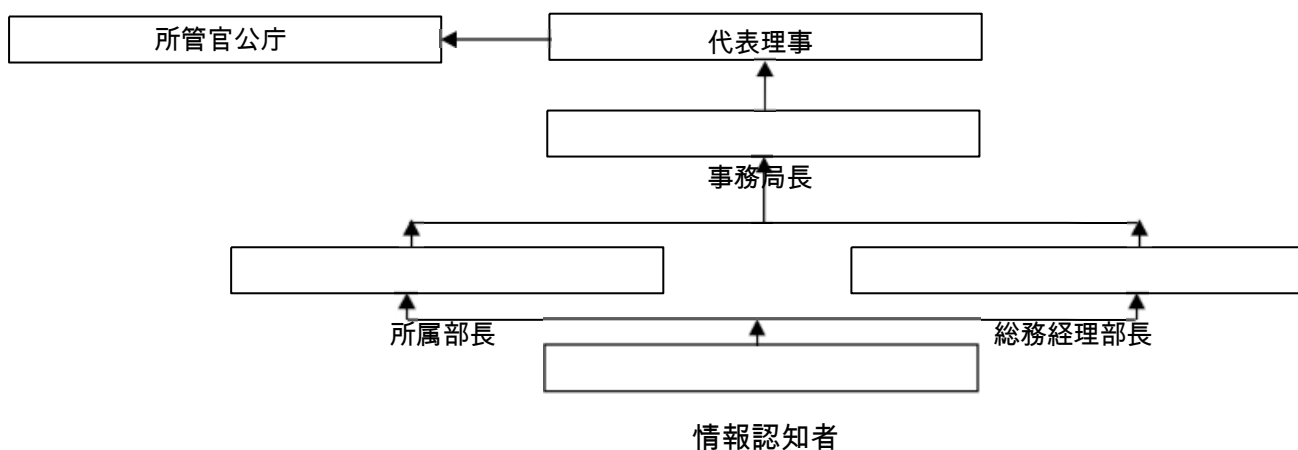 所管官公庁
代表理事
事務局長
所属部長
総務経理部長
情報認知者